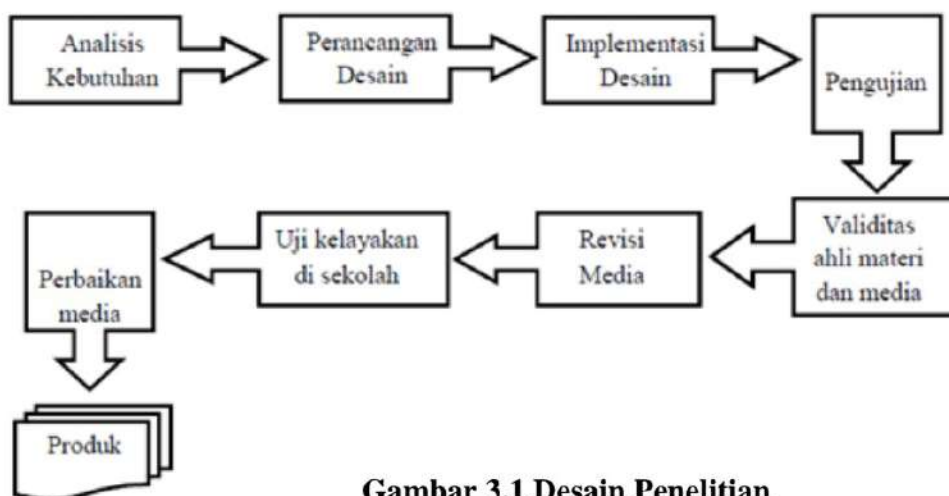 Analisis
Kebutuhan
Perancangan
Desain
Implementasi
Desain
Pengujian
Validitas
ahli materi
dan media
Revisi
Media
Uji kelayakan
di sekolah
Perbaikan
media
Produk
Gambar 3.1 Desain Penelitian